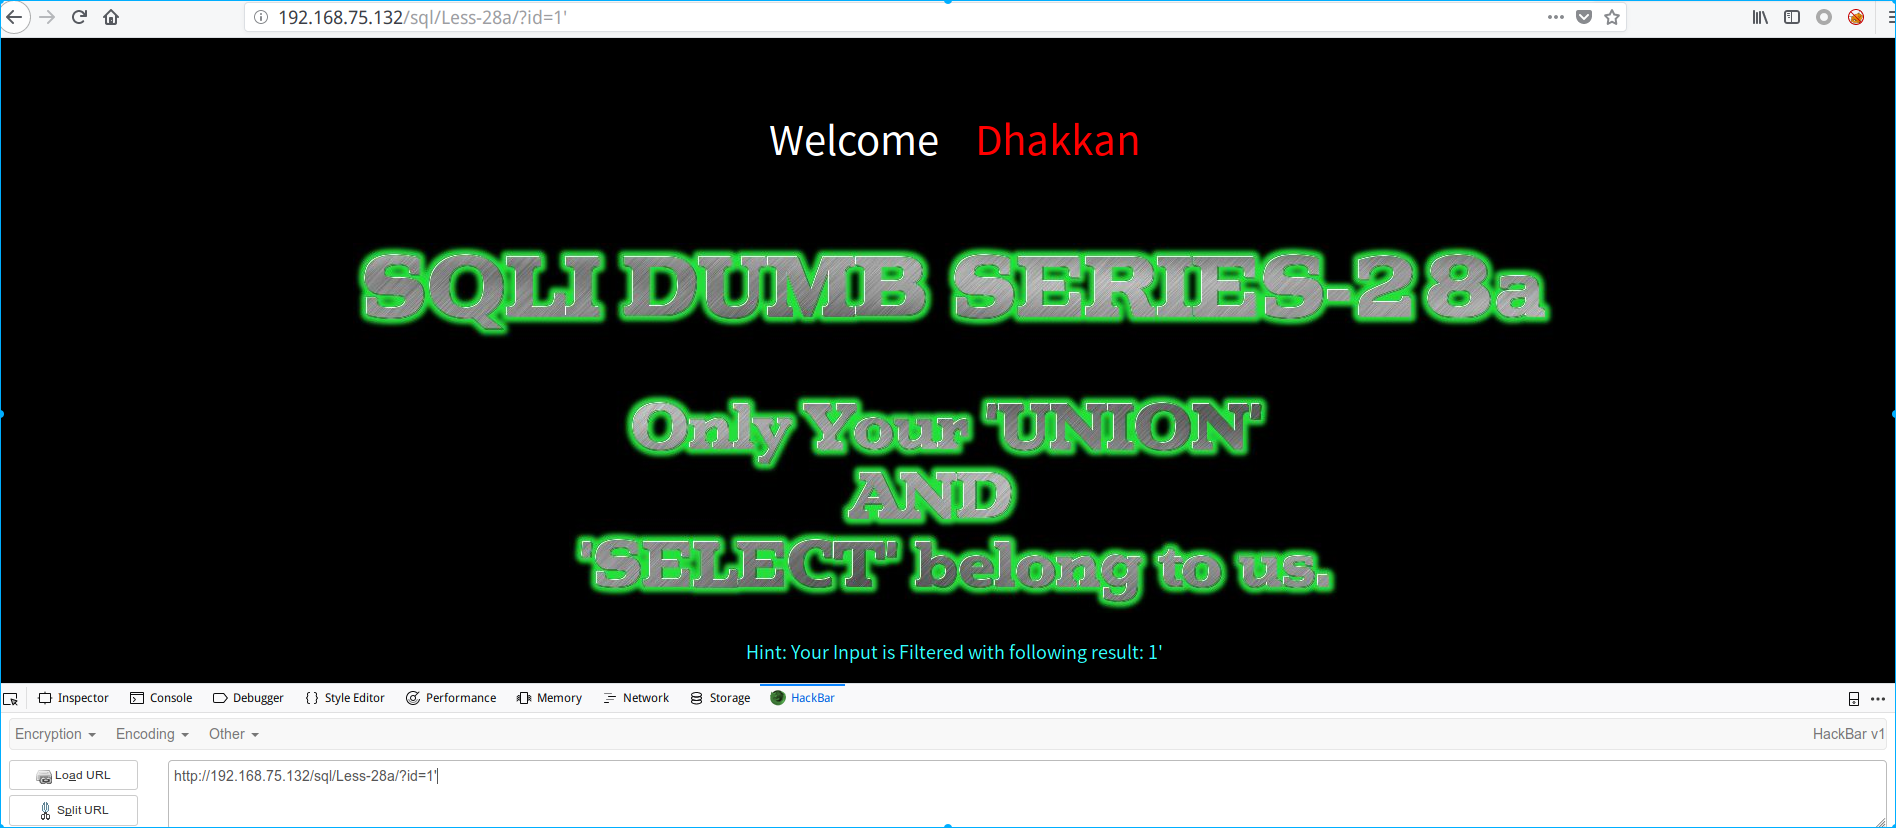 192.168.75.132/sql/Less-28a/?id=1'
Welcome Dhakkan
SQLI DUMB SERIES-28a
Only Your 'UNION'
AND
'SELECT' belong to us.
Hint: Your Input is Filtered with following result: 1'
Inspector Console Debugger Style Editor Performance Memory Network Storage HackBar
Encryption Encoding Other HackBar v1
Load URL http://192.168.75.132/sql/Less-28a/?id=1'
Split URL